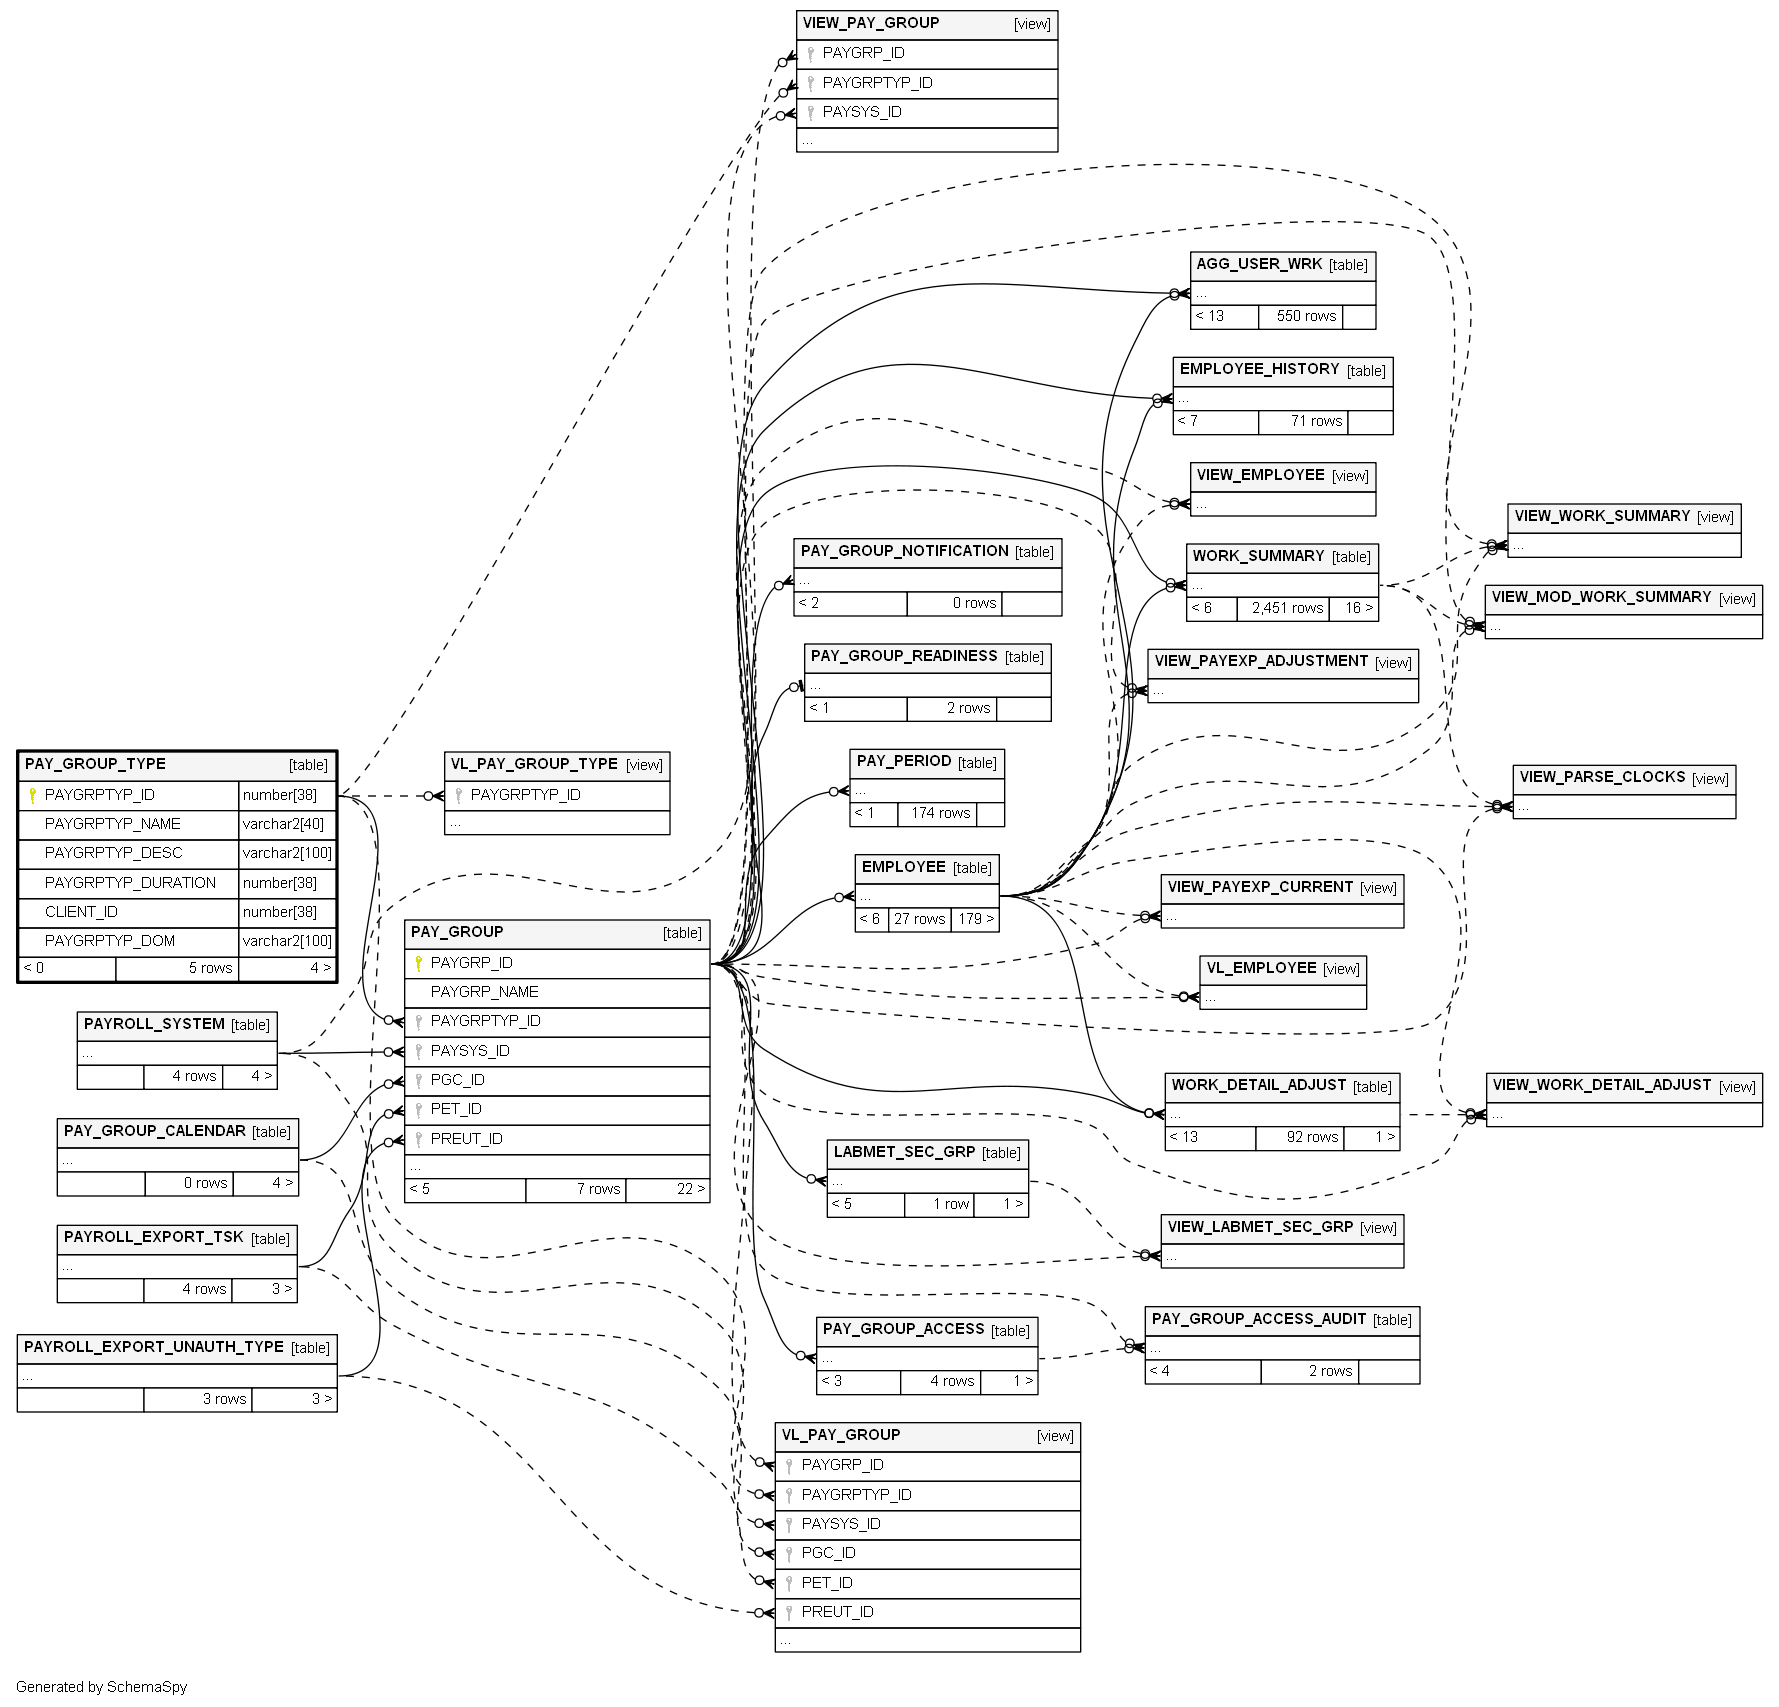 VIEW_PAY_GROUP [view]
PAYGRP_ID
PAYGRPTYP_ID
PAYSYS_ID
...
AGG_USER_WRK [table]
...
< 13 550 rows
EMPLOYEE_HISTORY [table]
...
< 7 71 rows
VIEW_EMPLOYEE [view]
...
VIEW_WORK_SUMMARY [view]
...
PAY_GROUP_NOTIFICATION [table]
...
< 2 0 rows
WORK_SUMMARY [table]
...
< 6 2,451 rows 16 >
VIEW_MOD_WORK_SUMMARY [view]
...
PAY_GROUP_READINESS [table]
...
< 1 2 rows
VIEW_PAYEXP_ADJUSTMENT [view]
...
PAY_GROUP_TYPE [table]
PAYGRPTYP_ID number[38]
PAYGRPTYP_NAME varchar2[40]
PAYGRPTYP_DESC varchar2[100]
PAYGRPTYP_DURATION number[38]
CLIENT_ID number[38]
PAYGRPTYP_DOM varchar2[100]
< 0 5 rows 4 >
VL_PAY_GROUP_TYPE [view]
PAYGRPTYP_ID
...
PAY_PERIOD [table]
...
< 1 174 rows
VIEW_PARSE_CLOCKS [view]
...
EMPLOYEE [table]
...
< 6 27 rows 179 >
VIEW_PAYEXP_CURRENT [view]
...
PAY_GROUP [table]
PAYGRP_ID
PAYGRP_NAME
PAYGRPTYP_ID
PAYSYS_ID
PGC_ID
PET_ID
PREUT_ID
...
< 5 7 rows 22 >
VL_EMPLOYEE [view]
...
PAYROLL_SYSTEM [table]
...
4 rows 4 >
WORK_DETAIL_ADJUST [table]
...
< 13 92 rows 1 >
VIEW_WORK_DETAIL_ADJUST [view]
...
PAY_GROUP_CALENDAR [table]
...
0 rows 4 >
LABMET_SEC_GRP [table]
...
< 5 1 row 1 >
VIEW_LABMET_SEC_GRP [view]
...
PAYROLL_EXPORT_TSK [table]
...
4 rows 3 >
PAY_GROUP_ACCESS [table]
...
< 3 4 rows 1 >
PAY_GROUP_ACCESS_AUDIT [table]
...
< 4 2 rows
PAYROLL_EXPORT_UNAUTH_TYPE [table]
...
3 rows 3 >
VL_PAY_GROUP [view]
PAYGRP_ID
PAYGRPTYP_ID
PAYSYS_ID
PGC_ID
PET_ID
PREUT_ID
...
Generated by SchemaSpy